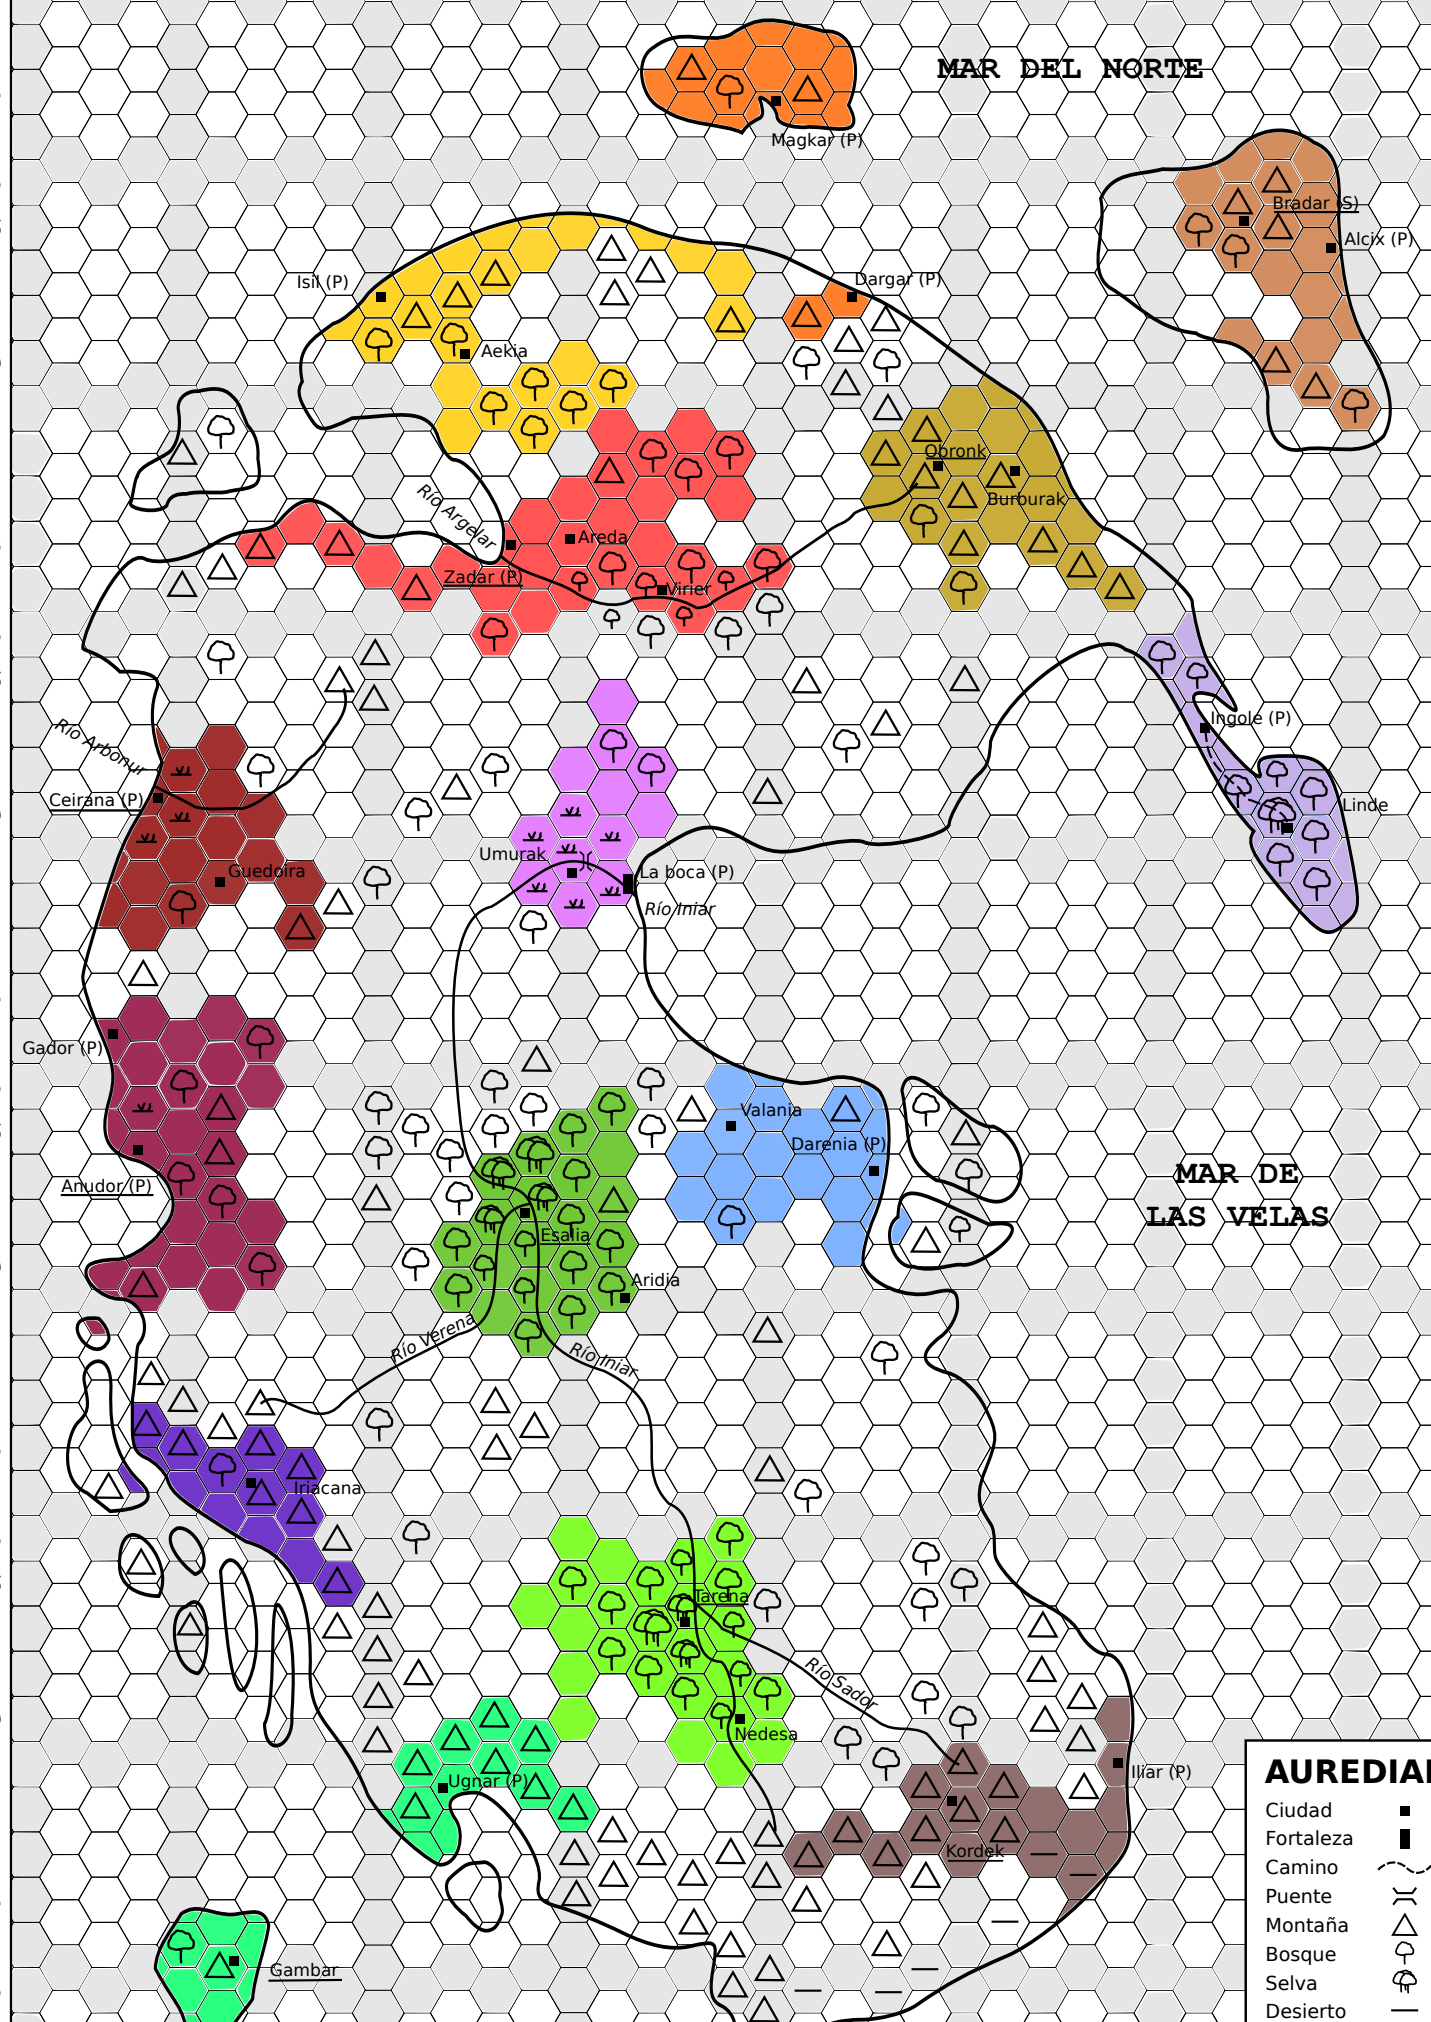 MAR DEL NORTE
Magkar (P)
Bradar (S)
Alcix (P)
Isil (P)
Dargar (P)
Aekia
Obronk
Burburak
Río Argelar
Areda
Zadar (P)
Virier
Ingole (P)
Río Arbonur
Ceirana (P)
Linde
Umurak
Guedoira
La boca (P)
Río Iniar
Gador (P)
Valania
Darenia (P)
Anudor (P)
MAR DE
LAS VELAS
Esalia
Aridia
Río Verena
Río Iniar
Iriacana
Tarena
Río Sador
Nedesa
Ugnar (P)
Iliar (P)
Kordek
Gambar
AUREDIA
Ciudad
Fortaleza
Camino
Puente
Montaña
Bosque
Selva
Desierto